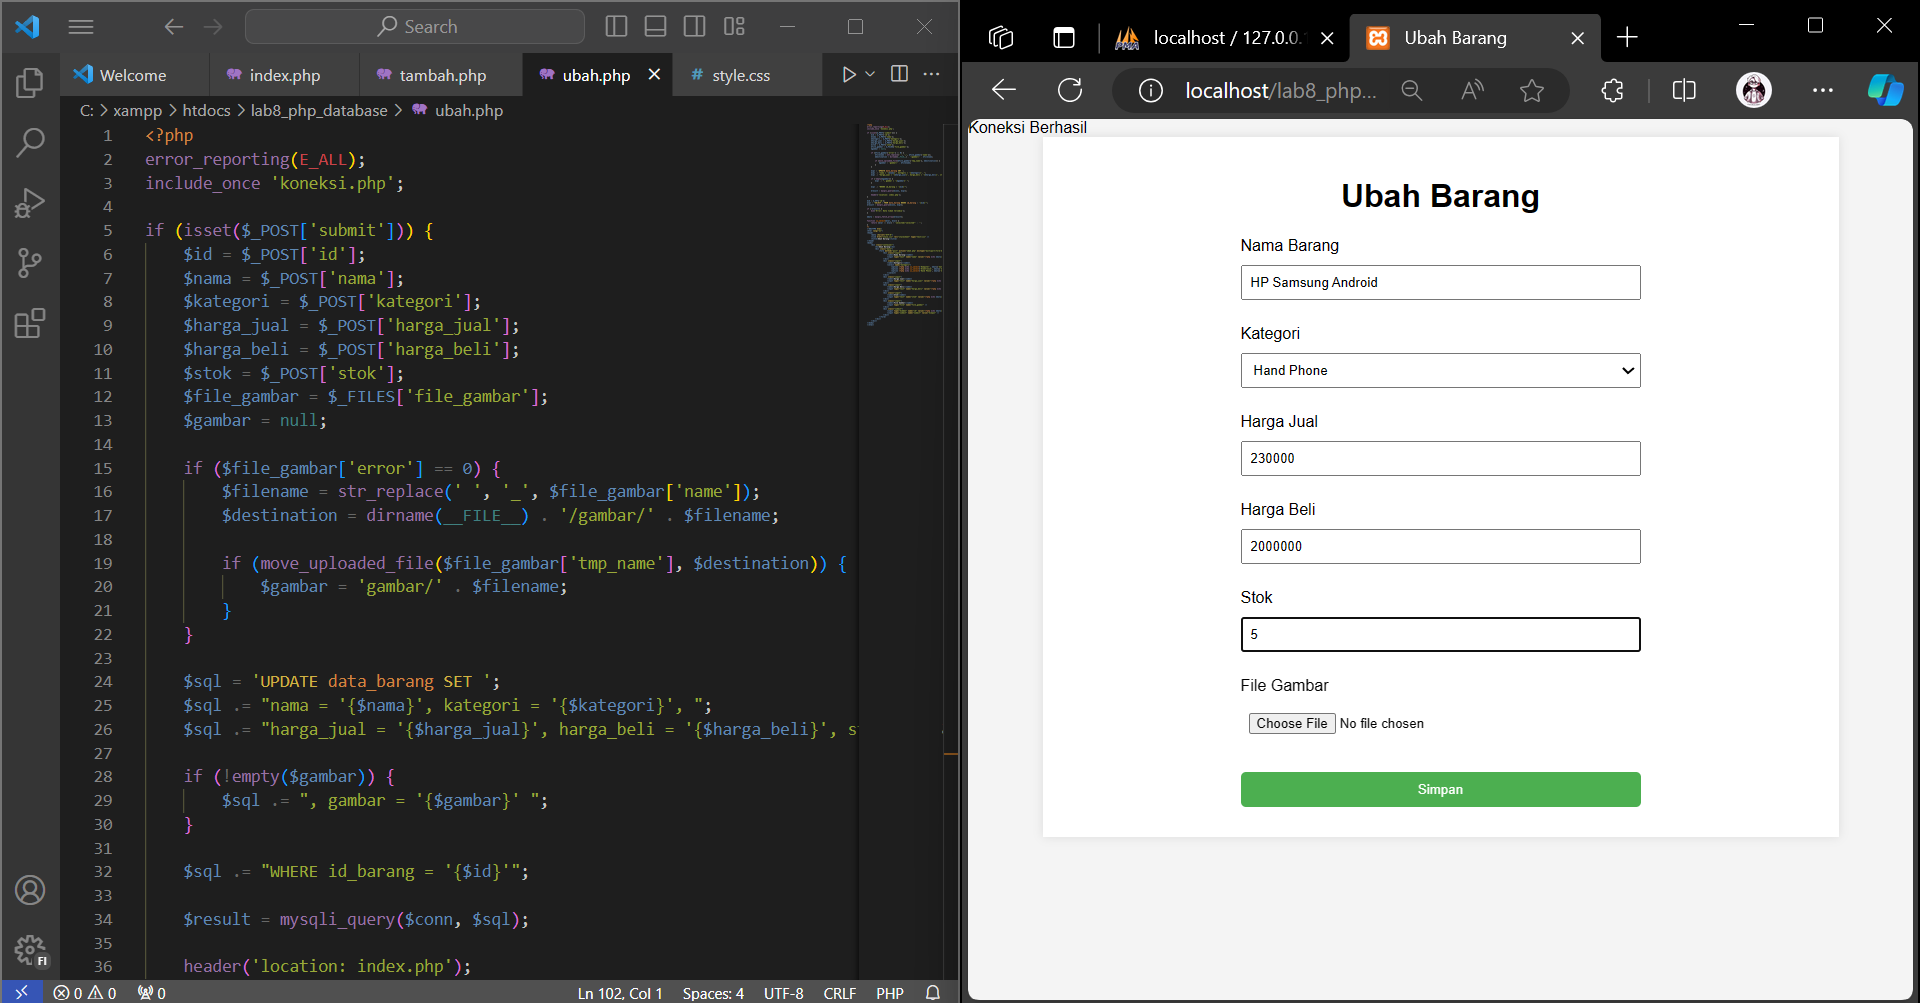 Search
Welcome
index.php
tambah.php
ubah.php
# style.css
C: > xampp > htdocs > lab8_php_database > ubah.php
1 <?php
2 error_reporting(E_ALL);
3 include_once 'koneksi.php';
4
5 if (isset($_POST['submit'])) {
6 $id = $_POST['id'];
7 $nama = $_POST['nama'];
8 $kategori = $_POST['kategori'];
9 $harga_jual = $_POST['harga_jual'];
10 $harga_beli = $_POST['harga_beli'];
11 $stok = $_POST['stok'];
12 $file_gambar = $_FILES['file_gambar'];
13 $gambar = null;
14
15 if ($file_gambar['error'] == 0) {
16 $filename = str_replace(' ', '_', $file_gambar['name']);
17 $destination = dirname(__FILE__) . '/gambar/' . $filename;
18
19 if (move_uploaded_file($file_gambar['tmp_name'], $destination)) {
20 $gambar = 'gambar/' . $filename;
21 }
22 }
23
24 $sql = 'UPDATE data_barang SET ';
25 $sql .= "nama = '{$nama}', kategori = '{$kategori}', ";
26 $sql .= "harga_jual = '{$harga_jual}', harga_beli = '{$harga_beli}', s
27
28 if (!empty($gambar)) {
29 $sql .= ", gambar = '{$gambar}' ";
30 }
31
32 $sql .= "WHERE id_barang = '{$id}'";
33
34 $result = mysqli_query($conn, $sql);
35
36 header('location: index.php');
FI
0 0 0
Ln 102, Col 1 Spaces: 4 UTF-8 CRLF PHP
PMA
localhost / 127.0.0.
Ubah Barang
localhost/lab8_php...
Koneksi Berhasil
Ubah Barang
Nama Barang
HP Samsung Android
Kategori
Hand Phone
Harga Jual
230000
Harga Beli
2000000
Stok
5
File Gambar
Choose File No file chosen
Simpan